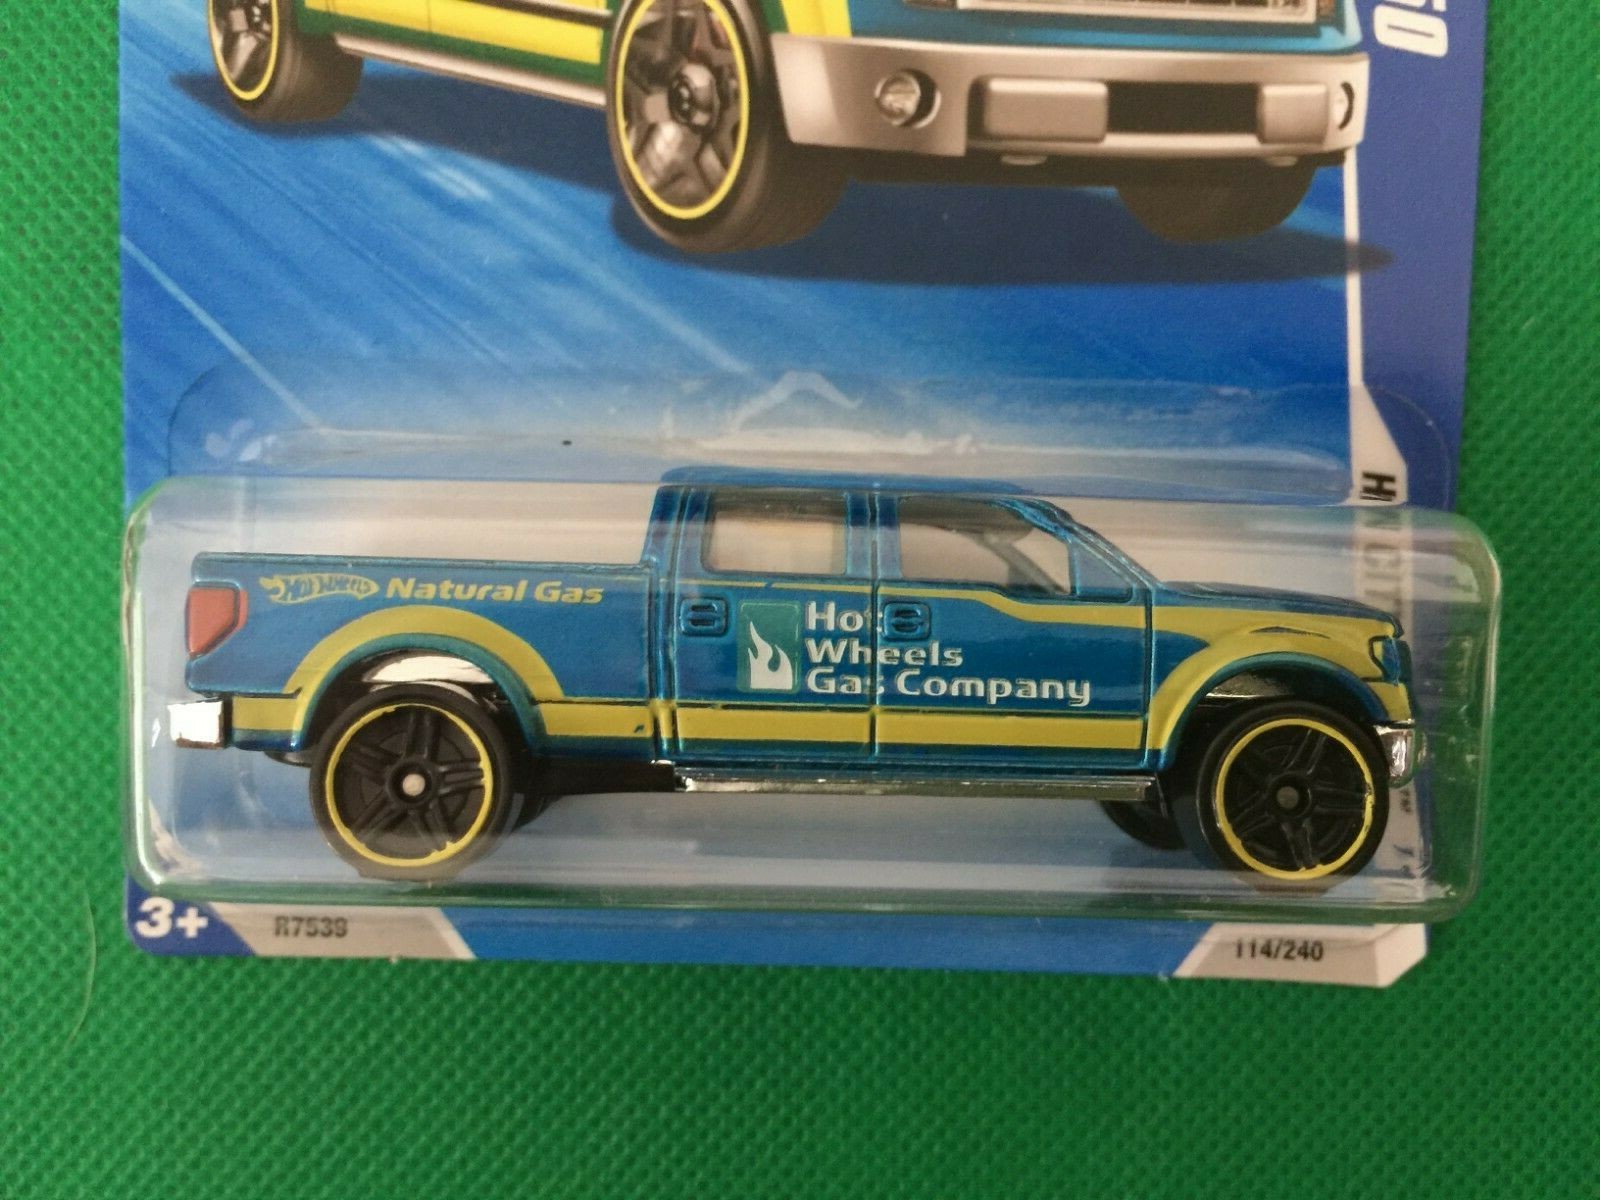 Hot Wheels Natural Gas
Hot
Wheels
Gas Company
3+
R7539
114/240